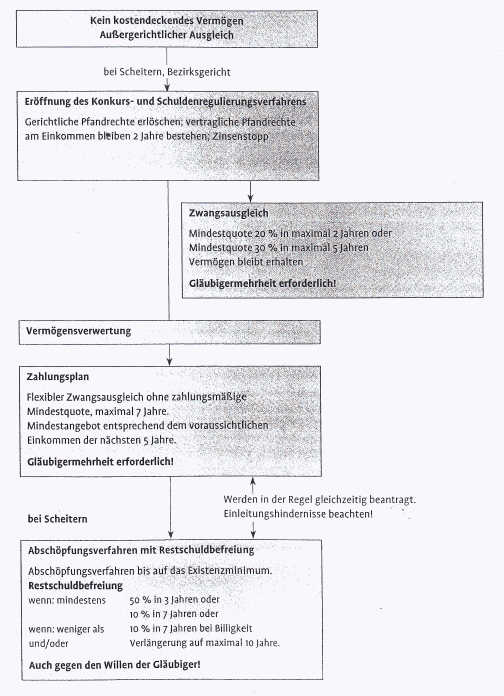 Kein kostendeckendes Vermögen
Außergerichtlicher Ausgleich
bei Scheitern, Bezirksgericht
Eröffnung des Konkurs- und Schuldenregulierungsverfahrens
Gerichtliche Pfandrechte erlöschen; vertragliche Pfandrechte
am Einkommen bleiben 2 Jahre bestehen; Zinsenstopp
Zwangsausgleich
Mindestquote 20 % in maximal 2 Jahren oder
Mindestquote 30 % in maximal 5 Jahren
Vermögen bleibt erhalten
Gläubigermehrheit erforderlich!
Vermögensverwertung
Zahlungsplan
Flexibler Zwangsausgleich ohne zahlungsmäßige
Mindestquote, maximal 7 Jahre.
Mindestangebot entsprechend dem voraussichtlichen
Einkommen der nächsten 5 Jahre.
Gläubigermehrheit erforderlich!
Werden in der Regel gleichzeitig beantragt.
Einleitungshindernisse beachten!
bei Scheitern
Abschöpfungsverfahren mit Restschuldbefreiung
Abschöpfungsverfahren bis auf das Existenzminimum.
Restschuldbefreiung
wenn: mindestens 50 % in 3 Jahren oder
10 % in 7 Jahren oder
wenn: weniger als 10 % in 7 Jahren bei Billigkeit
und/oder Verlängerung auf maximal 10 Jahre.
Auch gegen den Willen der Gläubiger!